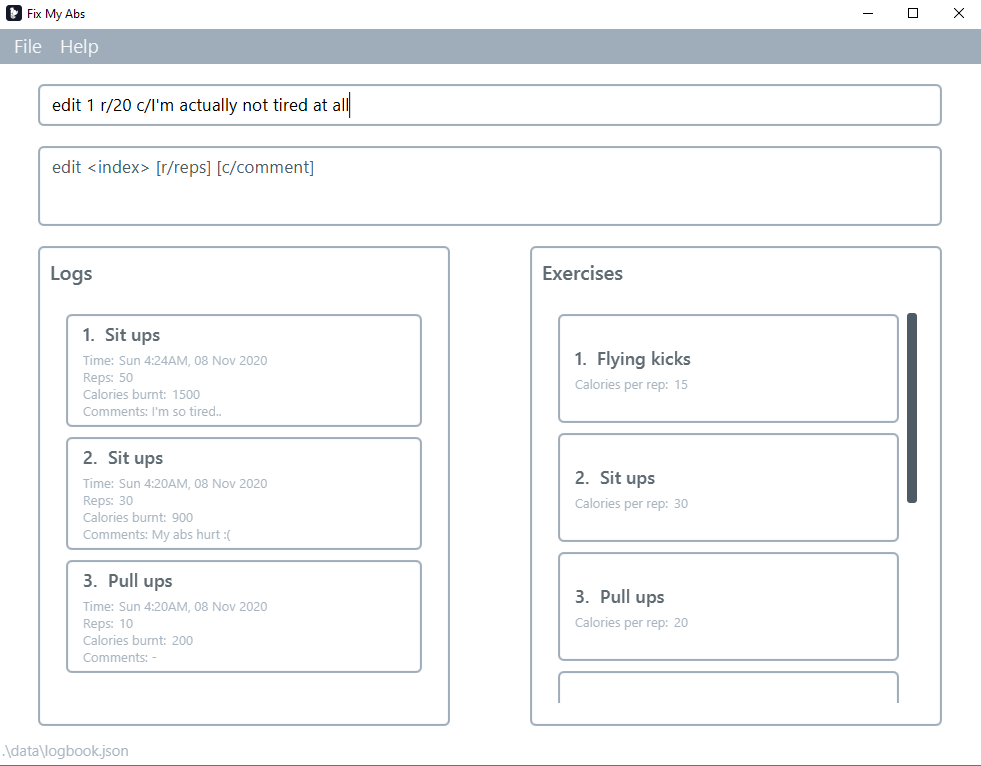 Fix My Abs
File Help
edit 1 r/20 c/I'm actually not tired at all
edit <index> [r/reps] [c/comment]
Logs
1. Sit ups
Time: Sun 4:24AM, 08 Nov 2020
Reps: 50
Calories burnt: 1500
Comments: I'm so tired..
2. Sit ups
Time: Sun 4:20AM, 08 Nov 2020
Reps: 30
Calories burnt: 900
Comments: My abs hurt :(
3. Pull ups
Time: Sun 4:20AM, 08 Nov 2020
Reps: 10
Calories burnt: 200
Comments: -
Exercises
1. Flying kicks
Calories per rep: 15
2. Sit ups
Calories per rep: 30
3. Pull ups
Calories per rep: 20
.\data\logbook.json